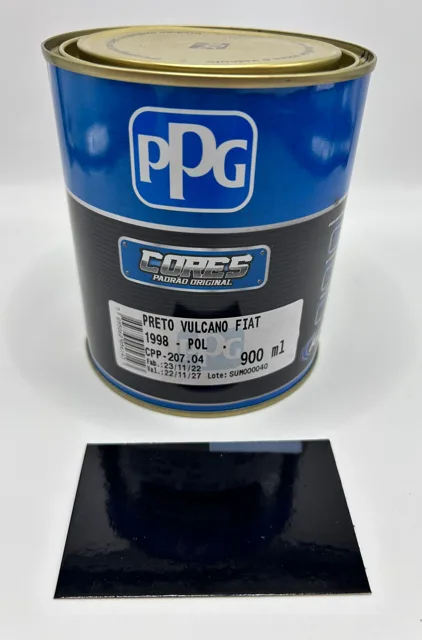 PPG
CORES
PADRÃO ORIGINAL
PRETO VULCANO FIAT
1998 - POL .
CPP-207.04 900 ml
Fab.:23/11/22
Val.:22/11/27 Lote: SUM000040